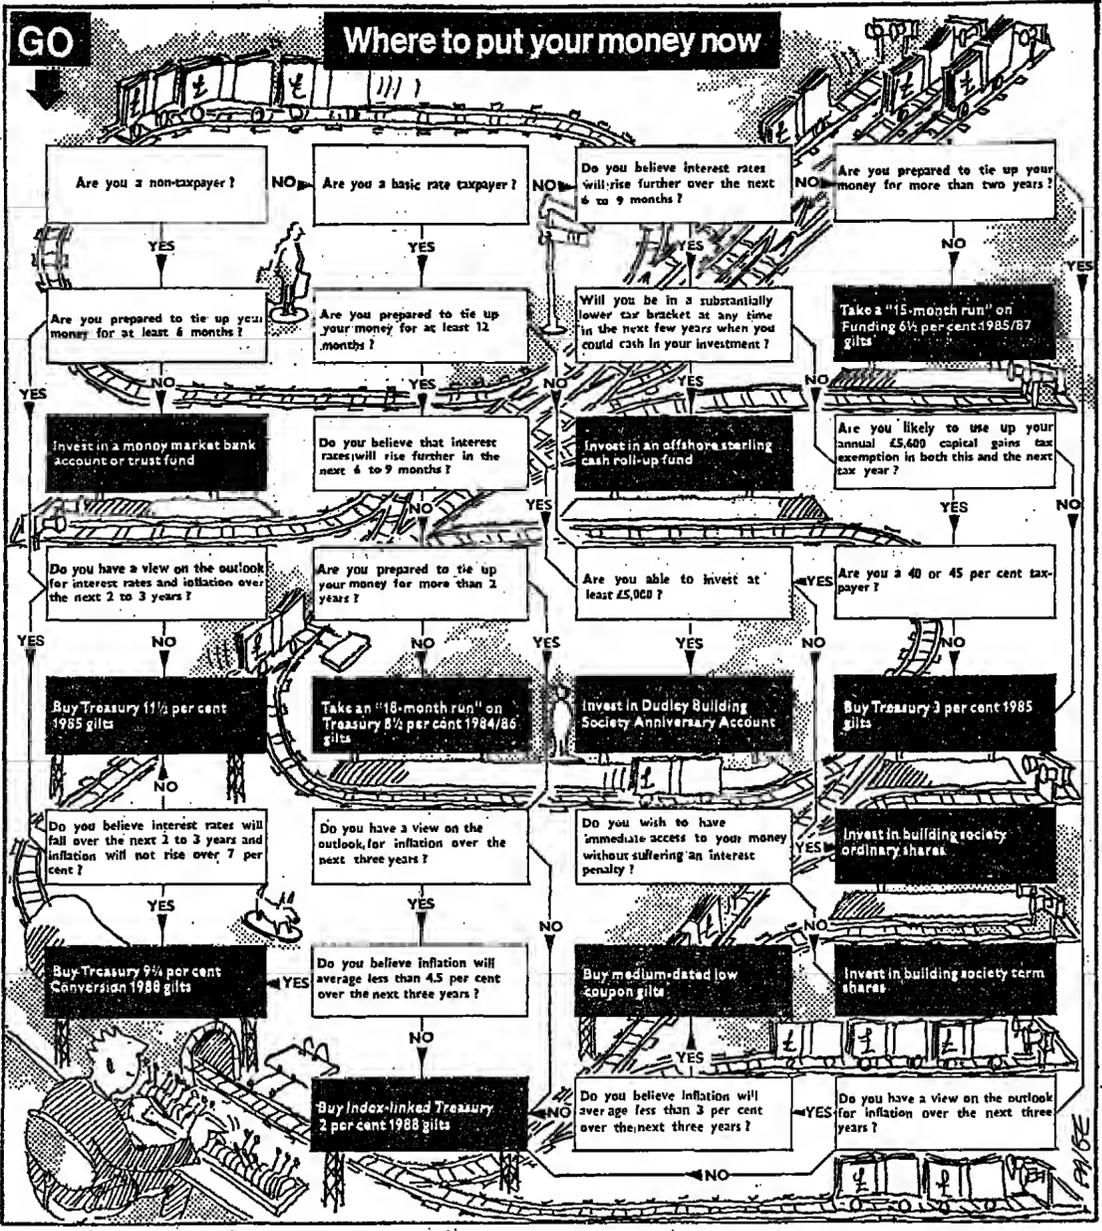 GO
Where to put your money now
Are you a non-taxpayer ?
NO
Are you a basic rate taxpayer ?
NO
Do you believe interest rates
will rise further over the next
6 to 9 months ?
NO
Are you prepared to tie up your
money for more than two years ?
YES
YES
YES
NO
YES
Are you prepared to tie up your
money for at least 6 months ?
Are you prepared to tie up
your money for at least 12
months ?
Will you be in a substantially
lower tax bracket at any time
in the next few years when you
could cash in your investment ?
Take a "15-month run" on
Funding 6½ per cent 1985/87
gilts
YES
NO
YES
NO
YES
NO
Invest in a money market bank
account or trust fund
Do you believe that interest
rates will rise further in the
next 6 to 9 months ?
Invest in an offshore sterling
cash roll-up fund
Are you likely to use up your
annual £5,600 capital gains tax
exemption in both this and the next
tax year ?
NO
YES
YES
NO
Do you have a view on the outlook
for interest rates and inflation over
the next 2 to 3 years ?
Are you prepared to tie up
your money for more than 2
years ?
Are you able to invest at
least £5,000 ?
YES
Are you a 40 or 45 per cent tax-
payer ?
YES
NO
NO
YES
YES
NO
NO
Buy Treasury 11½ per cent
1985 gilts
Take an "18-month run" on
Treasury 8½ per cent 1984/86
gilts
Invest in Dudley Building
Society Anniversary Account
Buy Treasury 3 per cent 1985
gilts
£
NO
Do you believe interest rates will
fall over the next 2 to 3 years and
inflation will not rise over 7 per
cent ?
Do you have a view on the
outlook for inflation over the
next three years ?
Do you wish to have
immediate access to your money
without suffering an interest
penalty ?
YES
Invest in building society
ordinary shares
YES
YES
NO
NO
Buy Treasury 9¾ per cent
Conversion 1988 gilts
YES
Do you believe inflation will
average less than 4.5 per cent
over the next three years ?
Buy medium-dated low
coupon gilts
Invest in building society term
shares
NO
YES
£ £ £
Buy Index-linked Treasury
2 per cent 1988 gilts
NO
Do you believe inflation will
average less than 3 per cent
over the next three years ?
YES
Do you have a view on the outlook
for inflation over the next three
years ?
NO
£ £